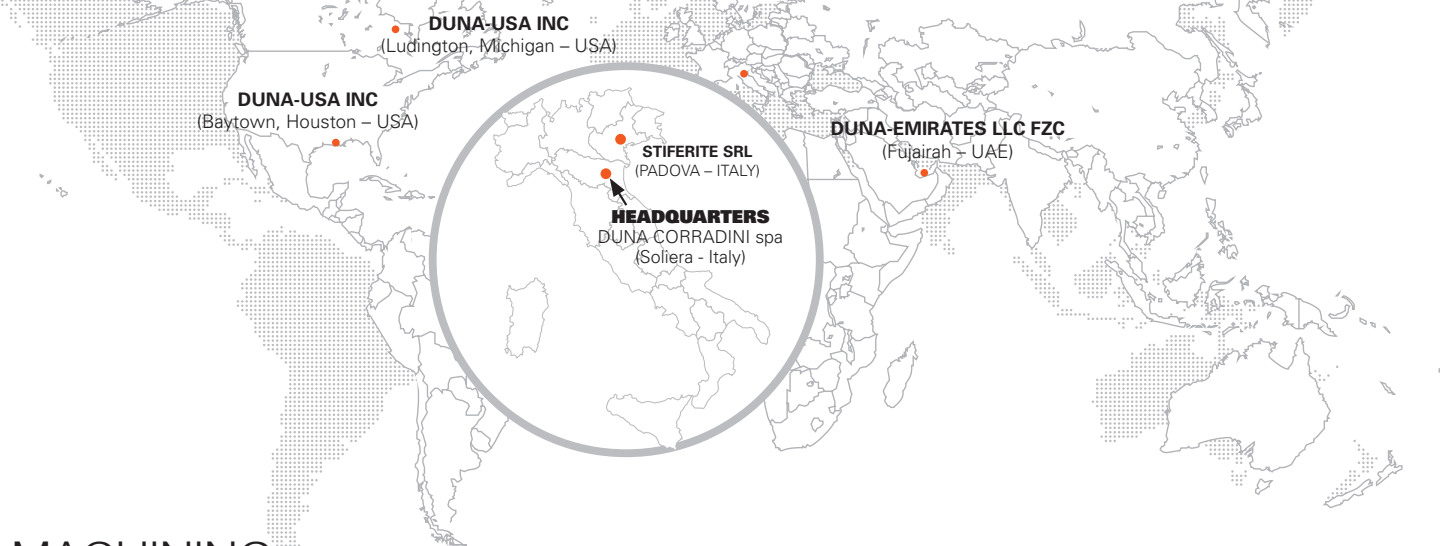 DUNA-USA INC
(Ludington, Michigan – USA)
DUNA-USA INC
(Baytown, Houston – USA)
DUNA-EMIRATES LLC FZC
(Fujairah – UAE)
STIFERITE SRL
(PADOVA – ITALY)
HEADQUARTERS
DUNA CORRADINI spa
(Soliera - Italy)
MACHINING